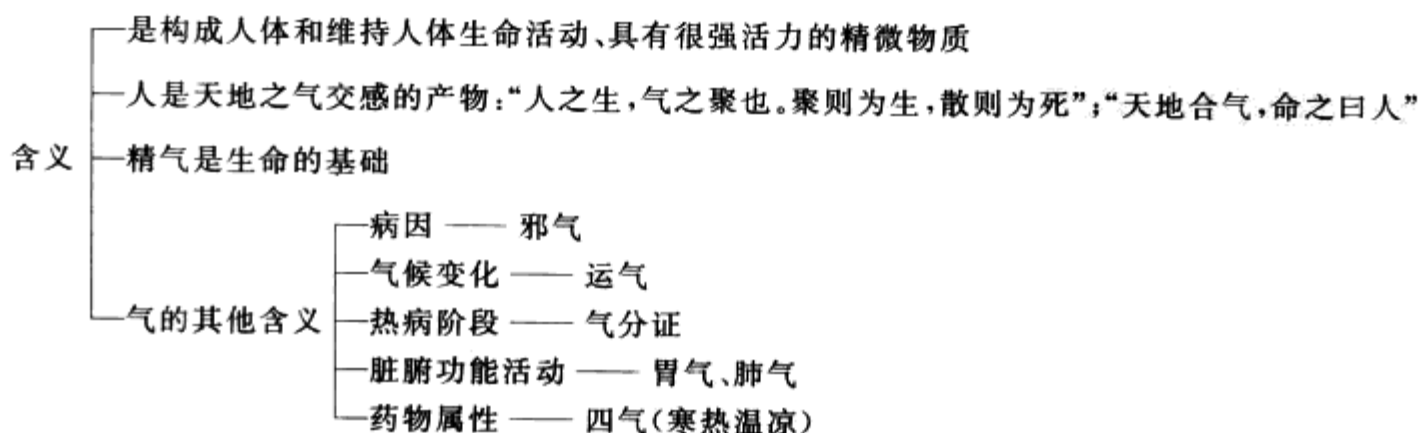 是构成人体和维持人体生命活动、具有很强活力的精微物质
人是天地之气交感的产物:“人之生,气之聚也。聚则为生,散则为死”;“天地合气,命之曰人”
含义
精气是生命的基础
病因 —— 邪气
气候变化 —— 运气
气的其他含义
热病阶段 —— 气分证
脏腑功能活动 —— 胃气、肺气
药物属性 —— 四气(寒热温凉)